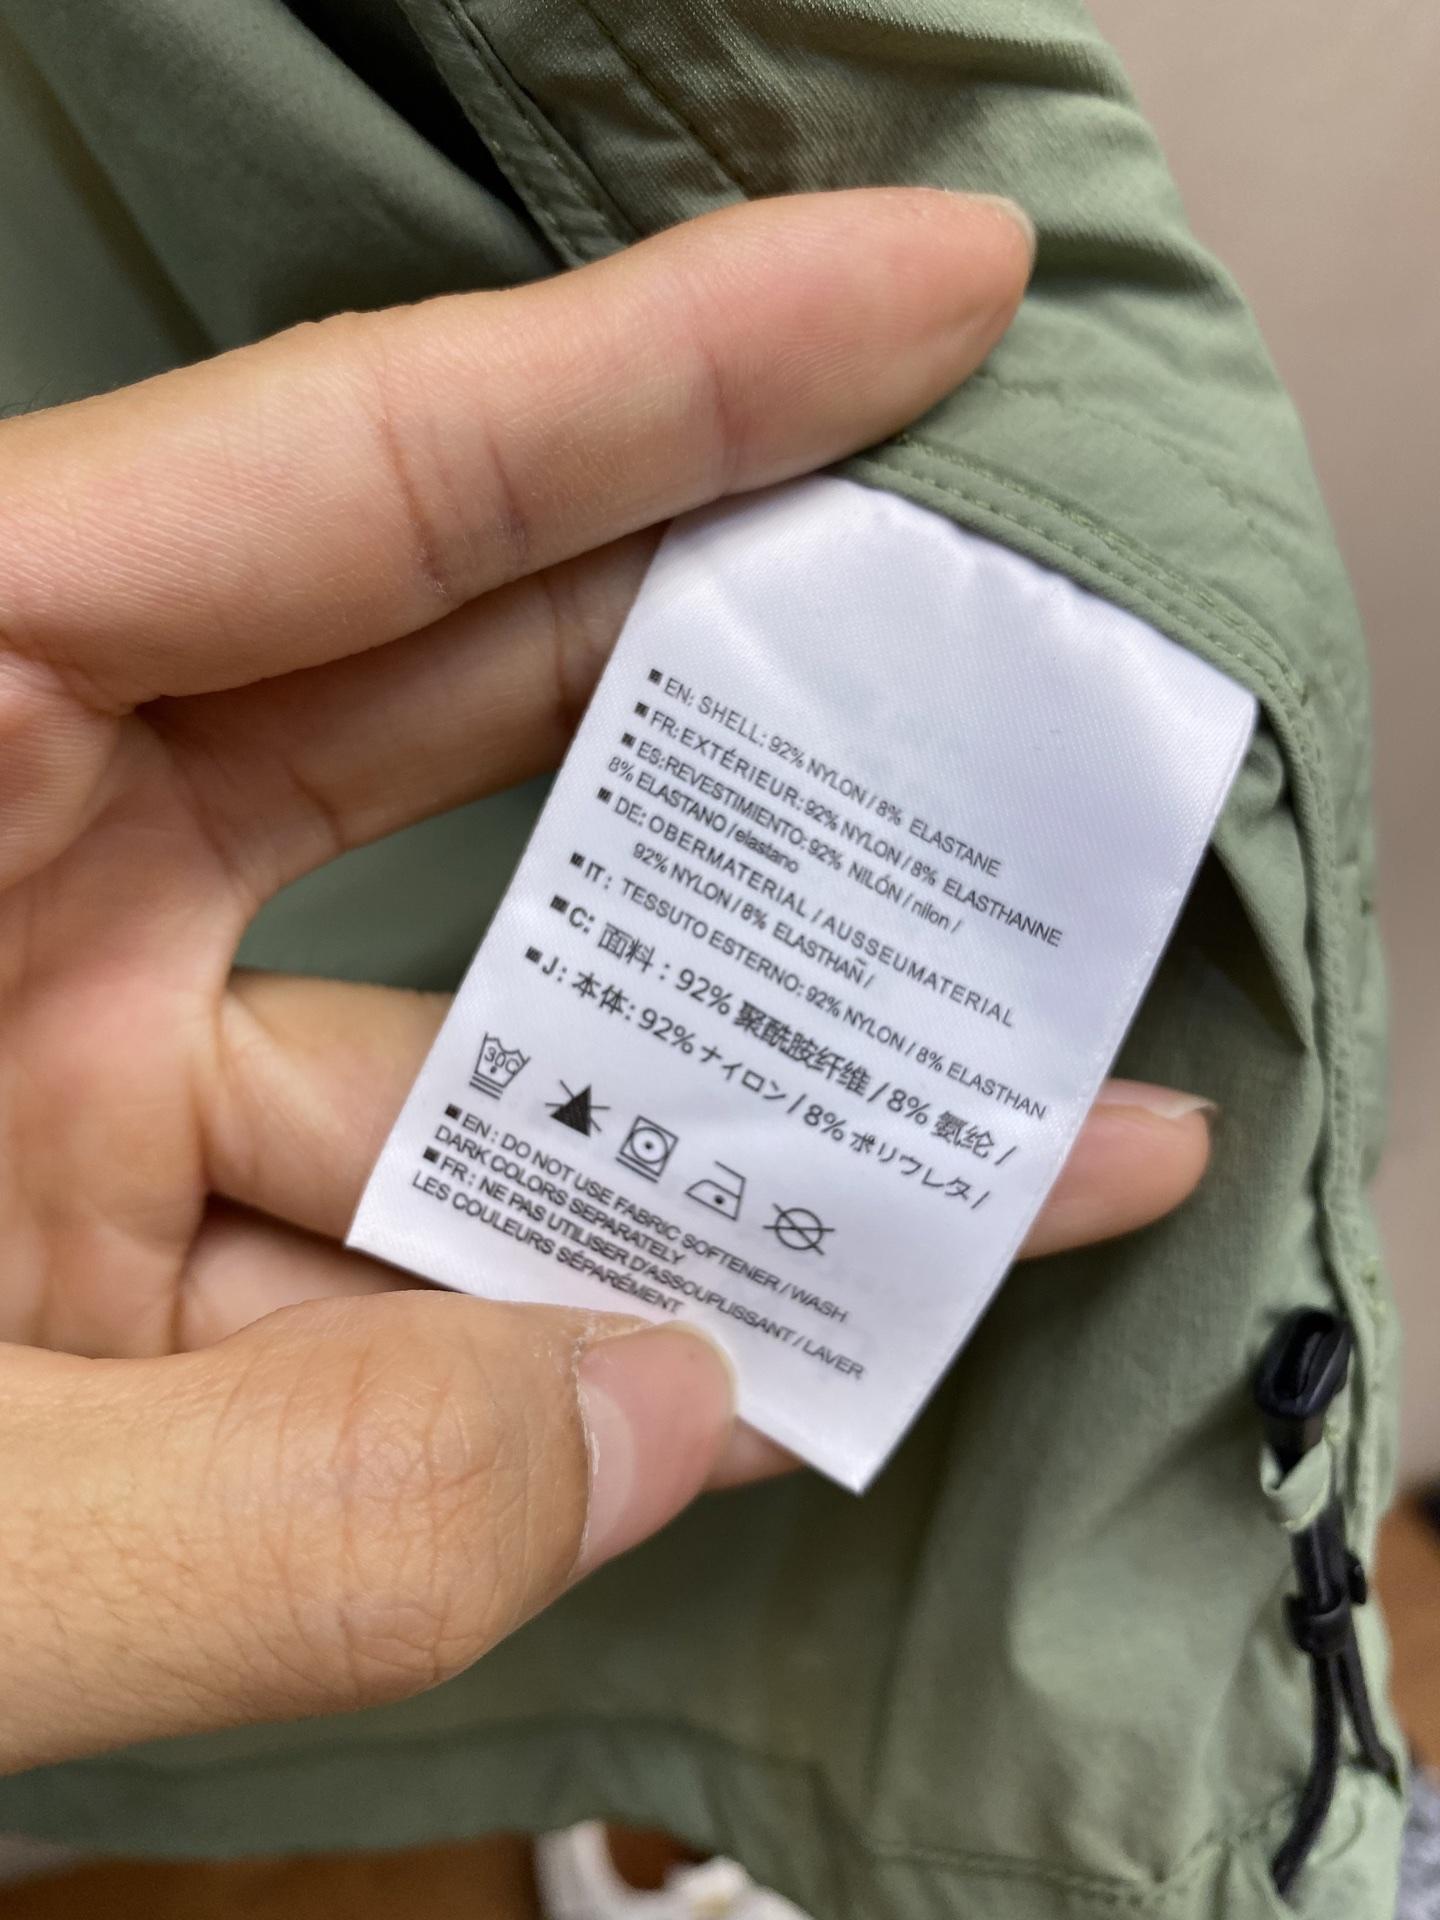 EN: SHELL: 92% NYLON / 8% ELASTANE
FR: EXTÉRIEUR: 92% NYLON / 8% ELASTHANNE
ES:REVESTIMIENTO: 92% NILÓN / nilon /
8% ELASTANO / elastano
DE: OBERMATERIAL / AUSSEUMATERIAL
92% NYLON / 8% ELASTHAÑ /
IT: TESSUTO ESTERNO: 92% NYLON / 8% ELASTHAN
C: 面料：92% 聚酰胺纤维 / 8% 氨纶 /
J: 本体: 92% ナイロン / 8% ポリウレタ /
30C
EN : DO NOT USE FABRIC SOFTENER / WASH
DARK COLORS SEPARATELY
FR : NE PAS UTILISER D'ASSOUPLISSANT / LAVER
LES COULEURS SÉPARÉMENT